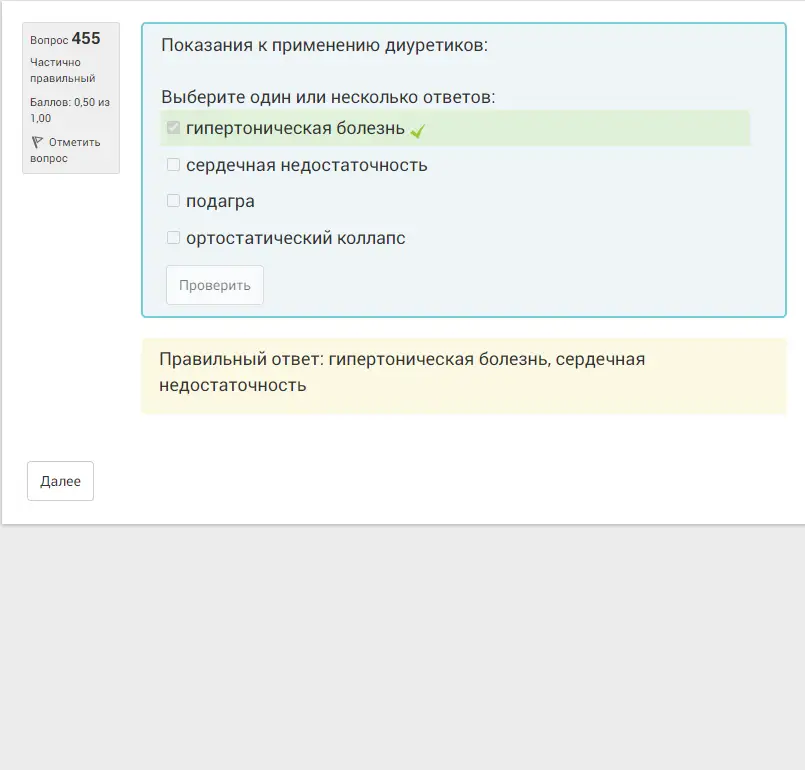 Вопрос 455
Частично
правильный
Баллов: 0,50 из
1,00
Отметить
вопрос
Показания к применению диуретиков:
Выберите один или несколько ответов:
гипертоническая болезнь
сердечная недостаточность
подагра
ортостатический коллапс
Проверить
Правильный ответ: гипертоническая болезнь, сердечная
недостаточность
Далее